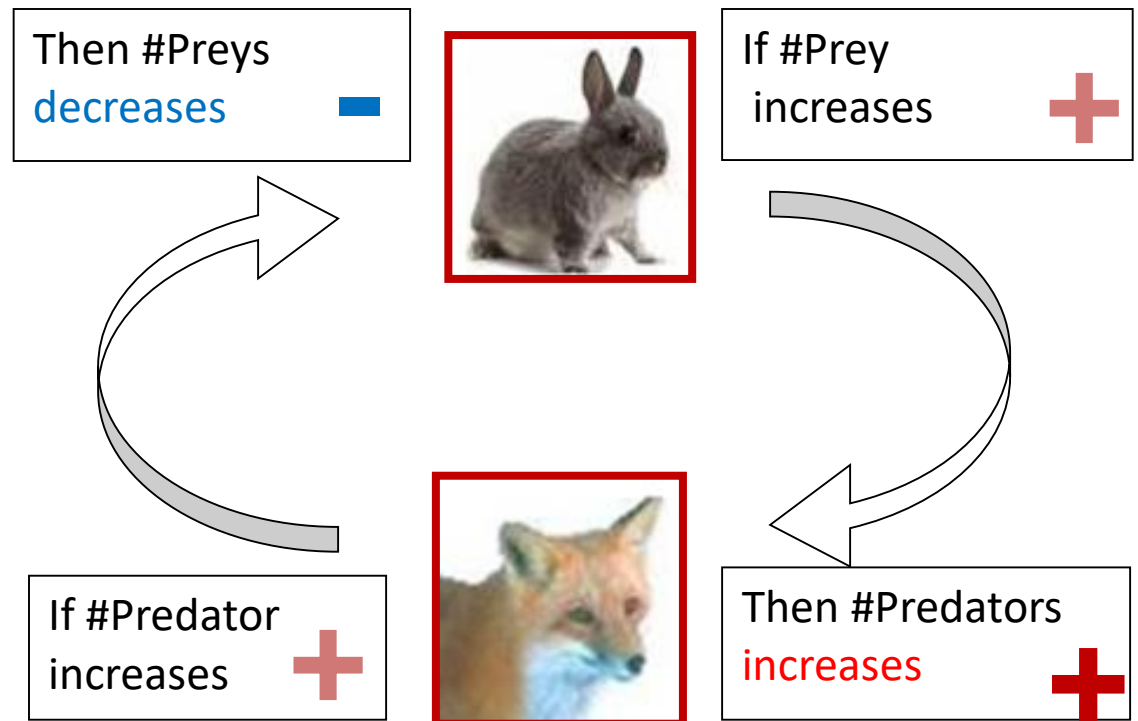 Then #Preys
decreases
-
If #Prey
increases
+
If #Predator
increases
+
Then #Predators
increases
+